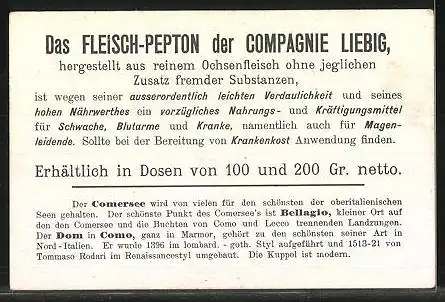 Das FLEISCH-PEPTON der COMPAGNIE LIEBIG,
hergestellt aus reinem Ochsenfleisch ohne jeglichen
Zusatz fremder Substanzen,
ist wegen seiner ausserordentlich leichten Verdaulichkeit und seines
hohen Nährwerthes ein vorzügliches Nahrungs- und Kräftigungsmittel
für Schwache, Blutarme und Kranke, namentlich auch für Magen-
leidende. Sollte bei der Bereitung von Krankenkost Anwendung finden.
Erhältlich in Dosen von 100 und 200 Gr. netto.
Der Comersee wird von vielen für den schönsten der oberitalienischen
Seen gehalten. Der schönste Punkt des Comersee's ist Bellagio, kleiner Ort auf
den den Comersee und die Buchten von Como und Lecco trennenden Landzungen.
Der Dom in Como, ganz in Marmor, gehört zu den schönsten seiner Art in
Nord-Italien. Er wurde 1396 im lombard.-goth. Styl aufgeführt und 1513-21 von
Tommaso Rodari im Renaissancestyl umgebaut. Die Kuppel ist modern.